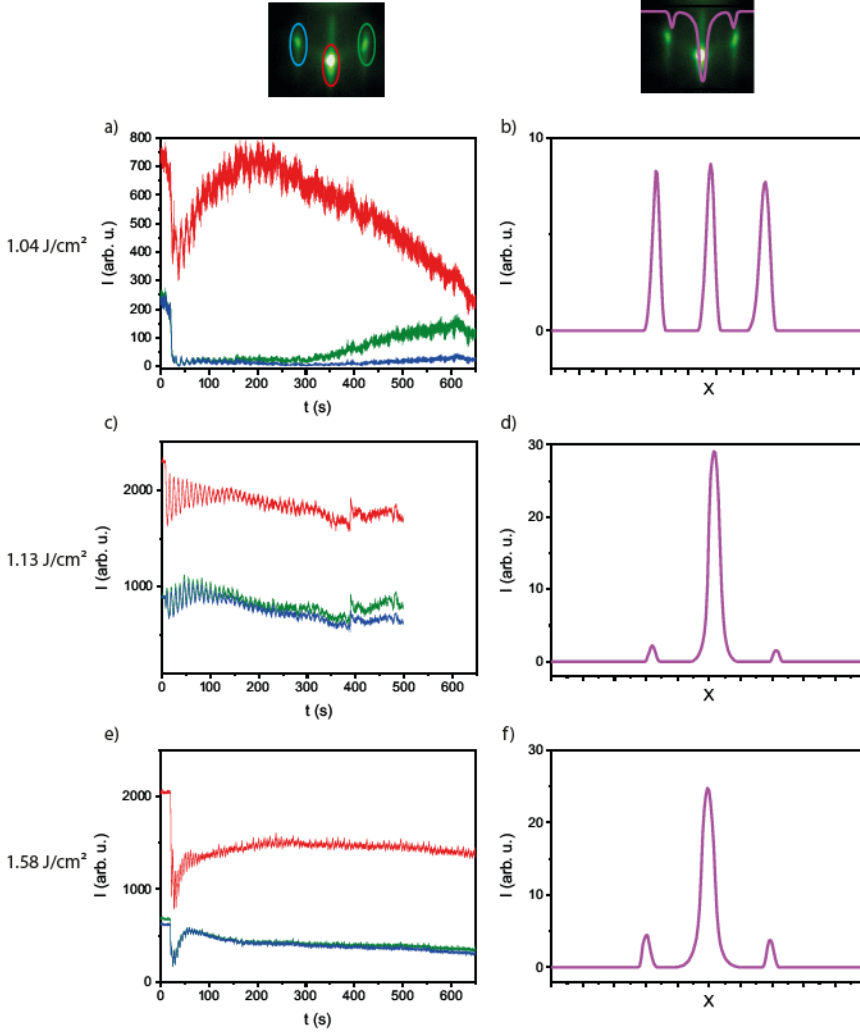 a)
b)
1.04 J/cm²
I (arb. u.)
800
700
600
500
400
300
200
100
0
0 100 200 300 400 500 600
t (s)
I (arb. u.)
10
0
X
c)
d)
1.13 J/cm²
I (arb. u.)
2000
1000
0 100 200 300 400 500 600
t (s)
I (arb. u.)
30
20
10
0
X
e)
f)
1.58 J/cm²
I (arb. u.)
2000
1000
0
0 100 200 300 400 500 600
t (s)
I (arb. u.)
30
20
10
0
X